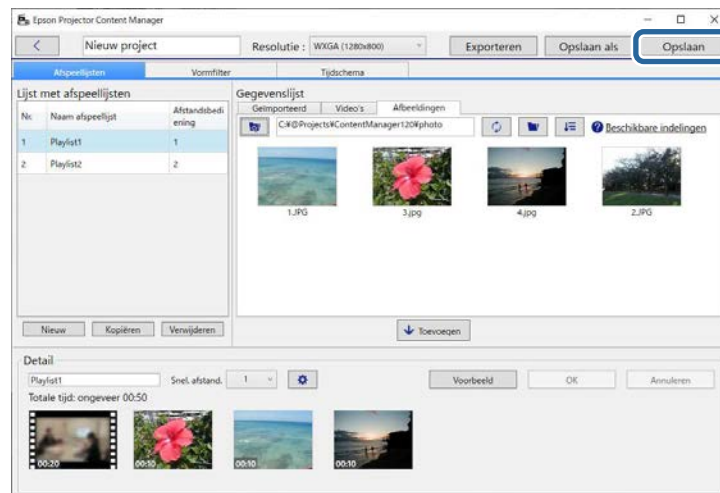 Epson Projector Content Manager
Nieuw project
Resolutie : WXGA (1280x800)
Exporteren
Opslaan als
Opslaan
Afspeellijsten
Vormfilter
Tijdschema
Lijst met afspeellijsten
Nr. Naam afspeellijst Afstandsbedi
ening
1 Playlist1 1
2 Playlist2 2
Nieuw
Kopiëren
Verwijderen
Gegevenslijst
Geïmporteerd
Video's
Afbeeldingen
C:¥@Projects¥ContentManager120¥photo
Beschikbare indelingen
1.JPG
3.jpg
4.jpg
2.JPG
Toevoegen
Detail
Playlist1
Snel. afstand. 1
Voorbeeld
OK
Annuleren
Totale tijd: ongeveer 00:50
00:20
00:10
00:10
00:10